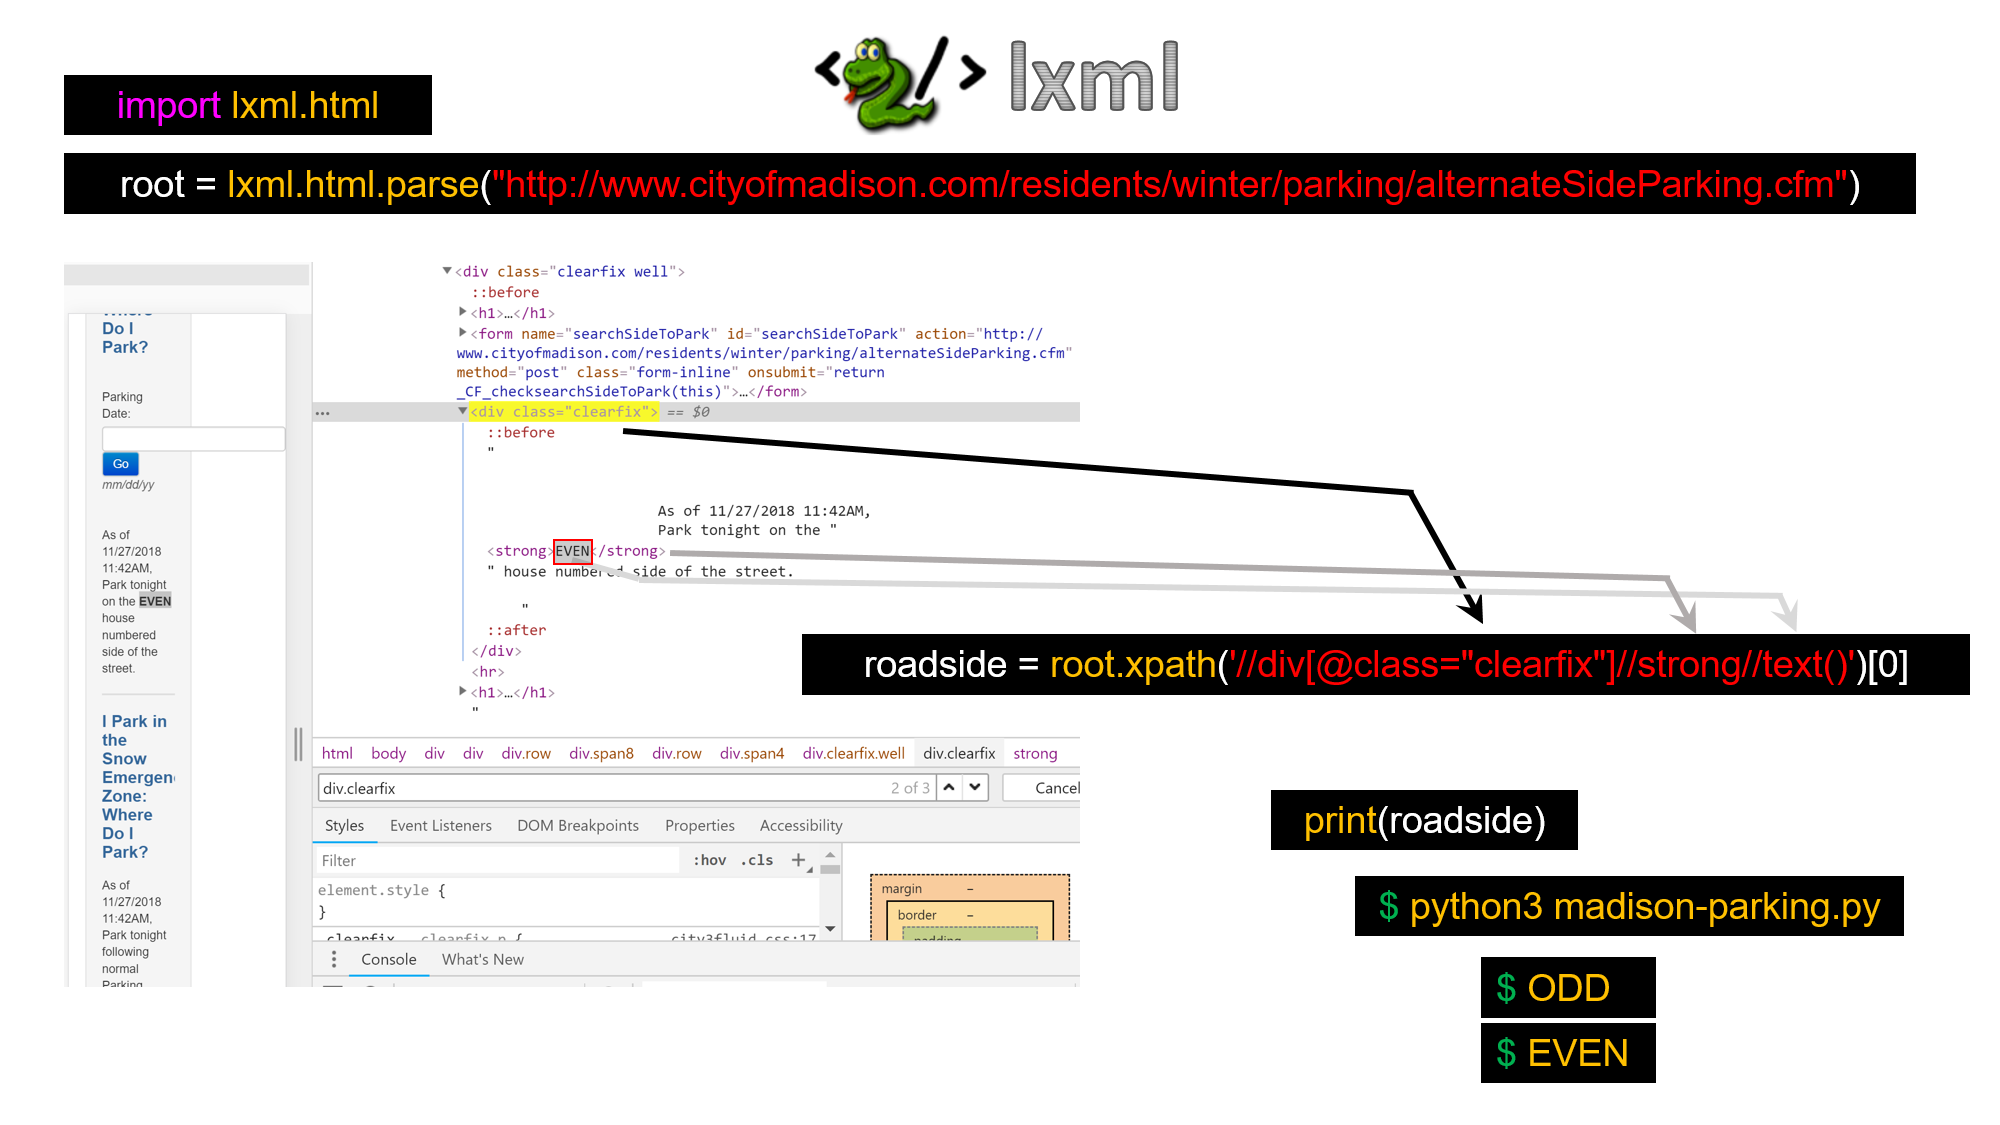 </> lxml
import lxml.html
root = lxml.html.parse("http://www.cityofmadison.com/residents/winter/parking/alternateSideParking.cfm")
Do I
Park?
Parking
Date:
Go
mm/dd/yy
As of
11/27/2018
11:42AM,
Park tonight
on the EVEN
house
numbered
side of the
street.
I Park in
the
Snow
Emergen
Zone:
Where
Do I
Park?
As of
11/27/2018
11:42AM,
Park tonight
following
normal
Parking
<div class="clearfix well">
::before
<h1>…</h1>
<form name="searchSideToPark" id="searchSideToPark" action="http://
www.cityofmadison.com/residents/winter/parking/alternateSideParking.cfm"
method="post" class="form-inline" onsubmit="return
_CF_checksearchSideToPark(this)">…</form>
... <div class="clearfix"> == $0
::before
"
As of 11/27/2018 11:42AM,
Park tonight on the "
<strong>EVEN</strong>
" house numbered side of the street.
"
::after
</div>
<hr>
<h1>…</h1>
"
html body div div div.row div.span8 div.row div.span4 div.clearfix.well div.clearfix strong
div.clearfix 2 of 3 Cancel
Styles Event Listeners DOM Breakpoints Properties Accessibility
Filter :hov .cls +
element.style {
}
margin –
border –
padding
Console What's New
roadside = root.xpath('//div[@class="clearfix"]//strong//text()')[0]
print(roadside)
$ python3 madison-parking.py
$ ODD
$ EVEN